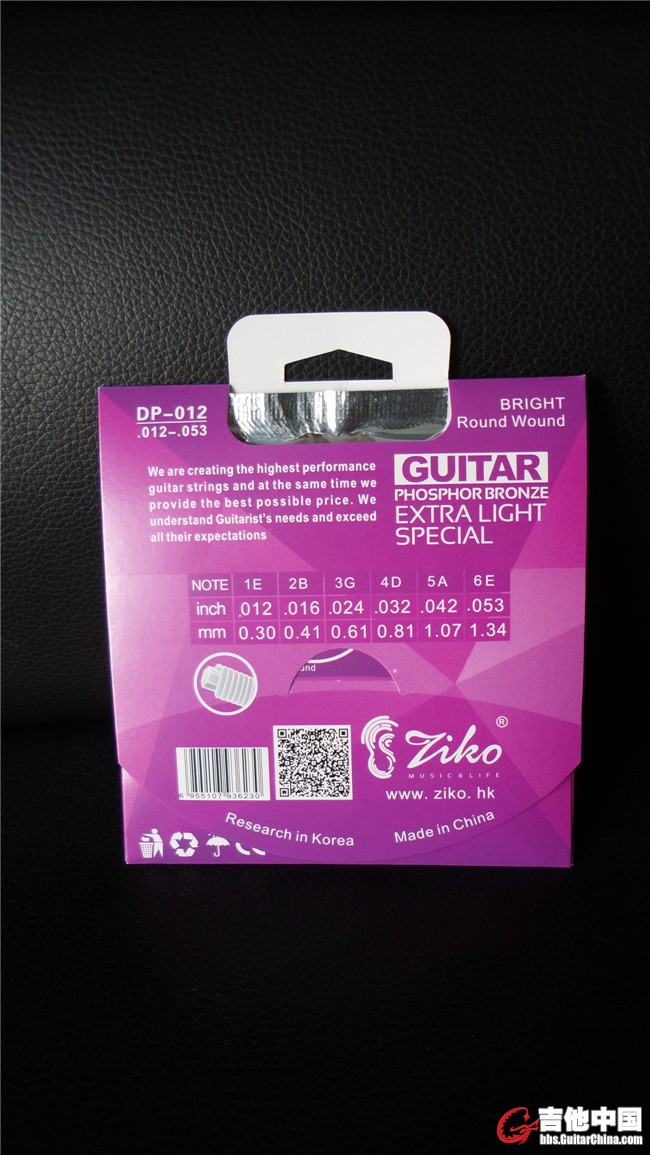 DP-012
.012-.053
BRIGHT
Round Wound
We are creating the highest performance
guitar strings and at the same time we
provide the best possible price. We
understand Guitarist's needs and exceed
all their expectations
GUITAR
PHOSPHOR BRONZE
EXTRA LIGHT
SPECIAL
NOTE 1E 2B 3G 4D 5A 6E
inch .012 .016 .024 .032 .042 .053
mm 0.30 0.41 0.61 0.81 1.07 1.34
und
Ziko ®
MUSIC & LIFE
www. ziko. hk
6 955107 936230
Research in Korea
Made in China
吉他中国
bbs.GuitarChina.com